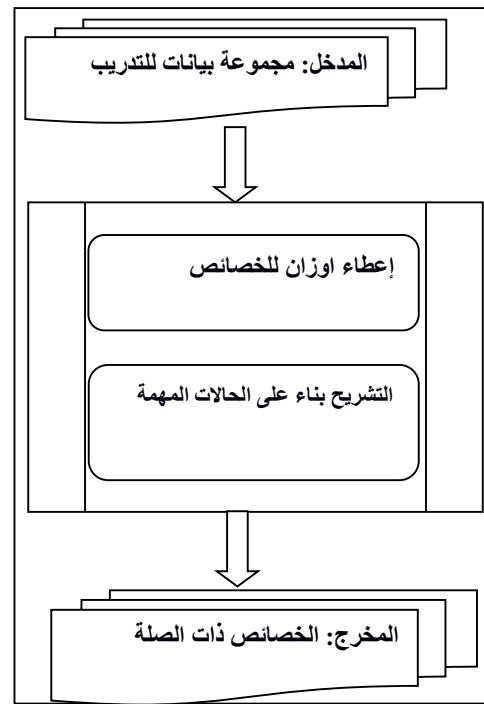 المدخل: مجموعة بيانات للتدريب
إعطاء اوزان للخصائص
التشريح بناء على الحالات المهمة
المخرج: الخصائص ذات الصلة